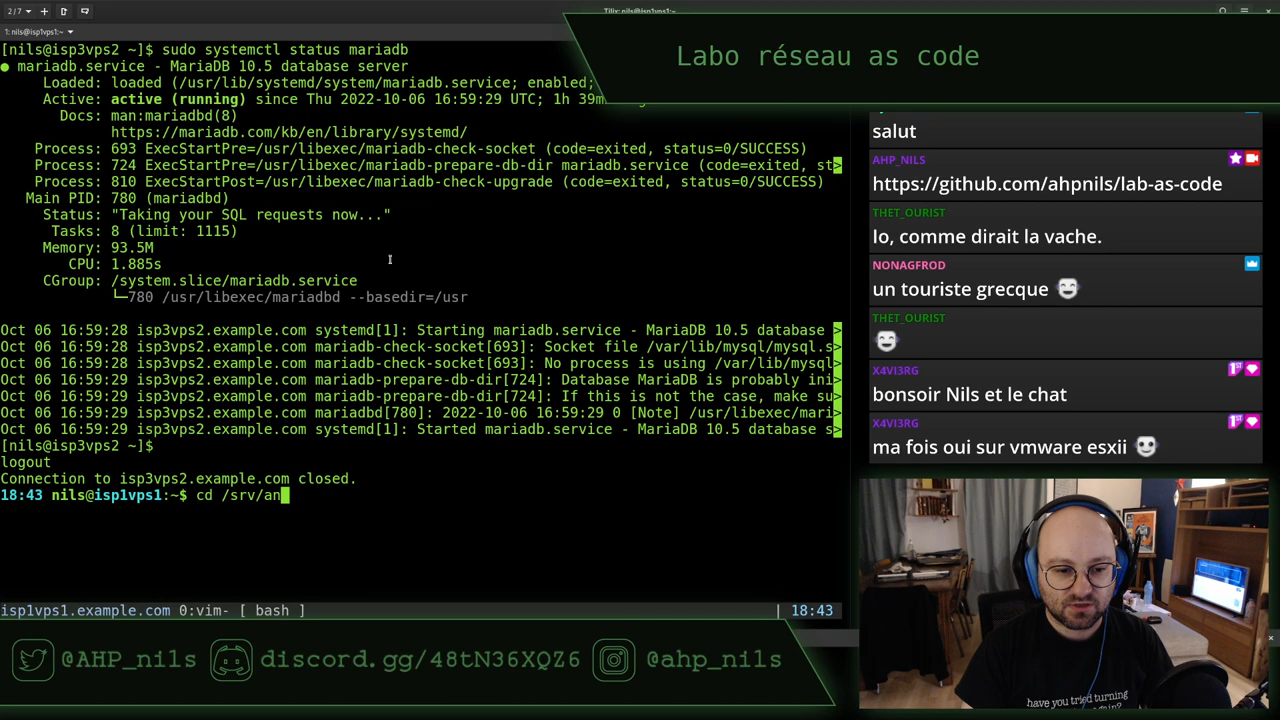 2/7
Tilix: nils@isp1vps1:~
1: nils@isp1vps1:~
Labo réseau as code
[nils@isp3vps2 ~]$ sudo systemctl status mariadb
● mariadb.service - MariaDB 10.5 database server
Loaded: loaded (/usr/lib/systemd/system/mariadb.service; enabled;
Active: active (running) since Thu 2022-10-06 16:59:29 UTC; 1h 39m
Docs: man:mariadbd(8)
https://mariadb.com/kb/en/library/systemd/
Process: 693 ExecStartPre=/usr/libexec/mariadb-check-socket (code=exited, status=0/SUCCESS)
Process: 724 ExecStartPre=/usr/libexec/mariadb-prepare-db-dir mariadb.service (code=exited, st>
Process: 810 ExecStartPost=/usr/libexec/mariadb-check-upgrade (code=exited, status=0/SUCCESS)
Main PID: 780 (mariadbd)
Status: "Taking your SQL requests now..."
Tasks: 8 (limit: 1115)
Memory: 93.5M
CPU: 1.885s
CGroup: /system.slice/mariadb.service
└─780 /usr/libexec/mariadbd --basedir=/usr
Oct 06 16:59:28 isp3vps2.example.com systemd[1]: Starting mariadb.service - MariaDB 10.5 database >
Oct 06 16:59:28 isp3vps2.example.com mariadb-check-socket[693]: Socket file /var/lib/mysql/mysql.s>
Oct 06 16:59:28 isp3vps2.example.com mariadb-check-socket[693]: No process is using /var/lib/mysql>
Oct 06 16:59:29 isp3vps2.example.com mariadb-prepare-db-dir[724]: Database MariaDB is probably ini>
Oct 06 16:59:29 isp3vps2.example.com mariadb-prepare-db-dir[724]: If this is not the case, make su>
Oct 06 16:59:29 isp3vps2.example.com mariadbd[780]: 2022-10-06 16:59:29 0 [Note] /usr/libexec/mari>
Oct 06 16:59:29 isp3vps2.example.com systemd[1]: Started mariadb.service - MariaDB 10.5 database s>
[nils@isp3vps2 ~]$
logout
Connection to isp3vps2.example.com closed.
18:43 nils@isp1vps1:~$ cd /srv/an
isp1vps1.example.com 0:vim- [ bash ] | 18:43
salut
AHP_NILS
https://github.com/ahpnils/lab-as-code
THET_OURIST
Io, comme dirait la vache.
NONAGFROD
un touriste grecque
THET_OURIST
X4VI3RG
bonsoir Nils et le chat
X4VI3RG
ma fois oui sur vmware esxii
@AHP_nils
discord.gg/48tN36XQZ6
@ahp_nils
have you tried turning